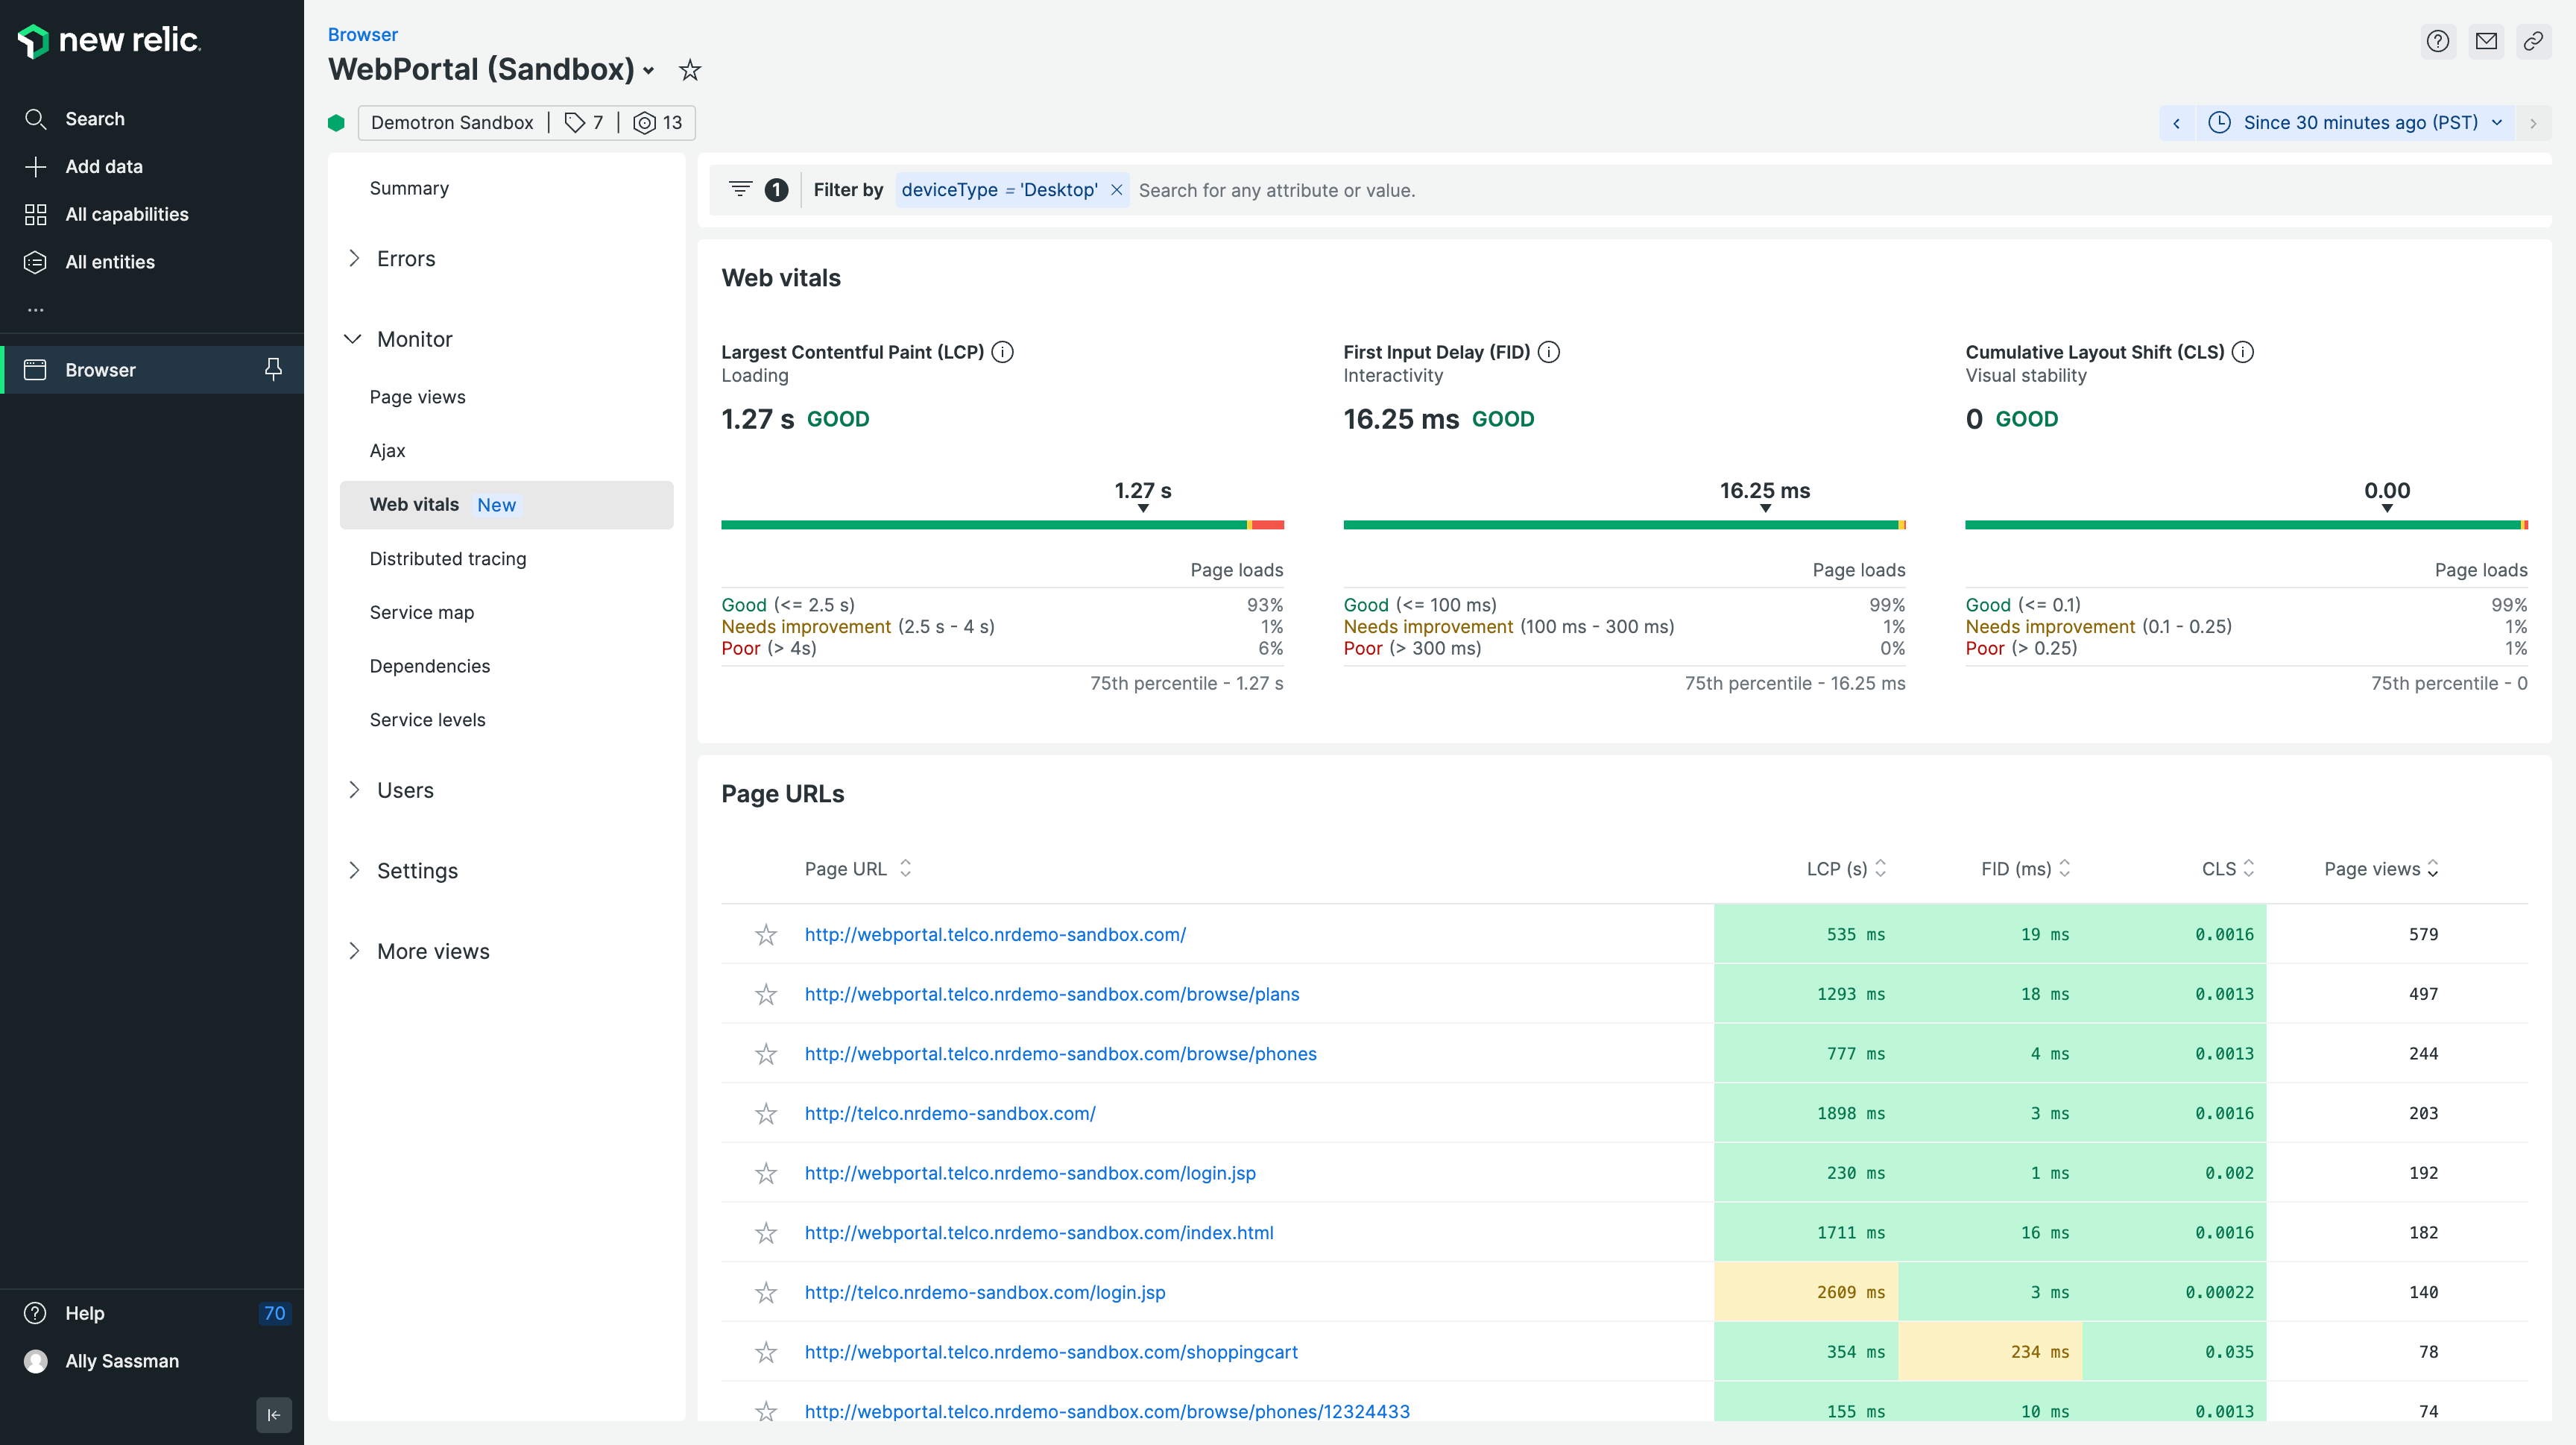 new relic.
Search
Add data
All capabilities
All entities
...
Browser
Help 70
Ally Sassman
Browser
WebPortal (Sandbox)
Demotron Sandbox | 7 | 13
Since 30 minutes ago (PST)
Summary
Errors
Monitor
Page views
Ajax
Web vitals New
Distributed tracing
Service map
Dependencies
Service levels
Users
Settings
More views
1 Filter by deviceType = 'Desktop' × Search for any attribute or value.
Web vitals
Largest Contentful Paint (LCP)
Loading
1.27 s GOOD
1.27 s
Page loads
Good (<= 2.5 s) 93%
Needs improvement (2.5 s - 4 s) 1%
Poor (> 4s) 6%
75th percentile - 1.27 s
First Input Delay (FID)
Interactivity
16.25 ms GOOD
16.25 ms
Page loads
Good (<= 100 ms) 99%
Needs improvement (100 ms - 300 ms) 1%
Poor (> 300 ms) 0%
75th percentile - 16.25 ms
Cumulative Layout Shift (CLS)
Visual stability
0 GOOD
0.00
Page loads
Good (<= 0.1) 99%
Needs improvement (0.1 - 0.25) 1%
Poor (> 0.25) 1%
75th percentile - 0
Page URLs
Page URL LCP (s) FID (ms) CLS Page views
http://webportal.telco.nrdemo-sandbox.com/ 535 ms 19 ms 0.0016 579
http://webportal.telco.nrdemo-sandbox.com/browse/plans 1293 ms 18 ms 0.0013 497
http://webportal.telco.nrdemo-sandbox.com/browse/phones 777 ms 4 ms 0.0013 244
http://telco.nrdemo-sandbox.com/ 1898 ms 3 ms 0.0016 203
http://webportal.telco.nrdemo-sandbox.com/login.jsp 230 ms 1 ms 0.002 192
http://webportal.telco.nrdemo-sandbox.com/index.html 1711 ms 16 ms 0.0016 182
http://telco.nrdemo-sandbox.com/login.jsp 2609 ms 3 ms 0.00022 140
http://webportal.telco.nrdemo-sandbox.com/shoppingcart 354 ms 234 ms 0.035 78
http://webportal.telco.nrdemo-sandbox.com/browse/phones/12324433 155 ms 10 ms 0.0013 74